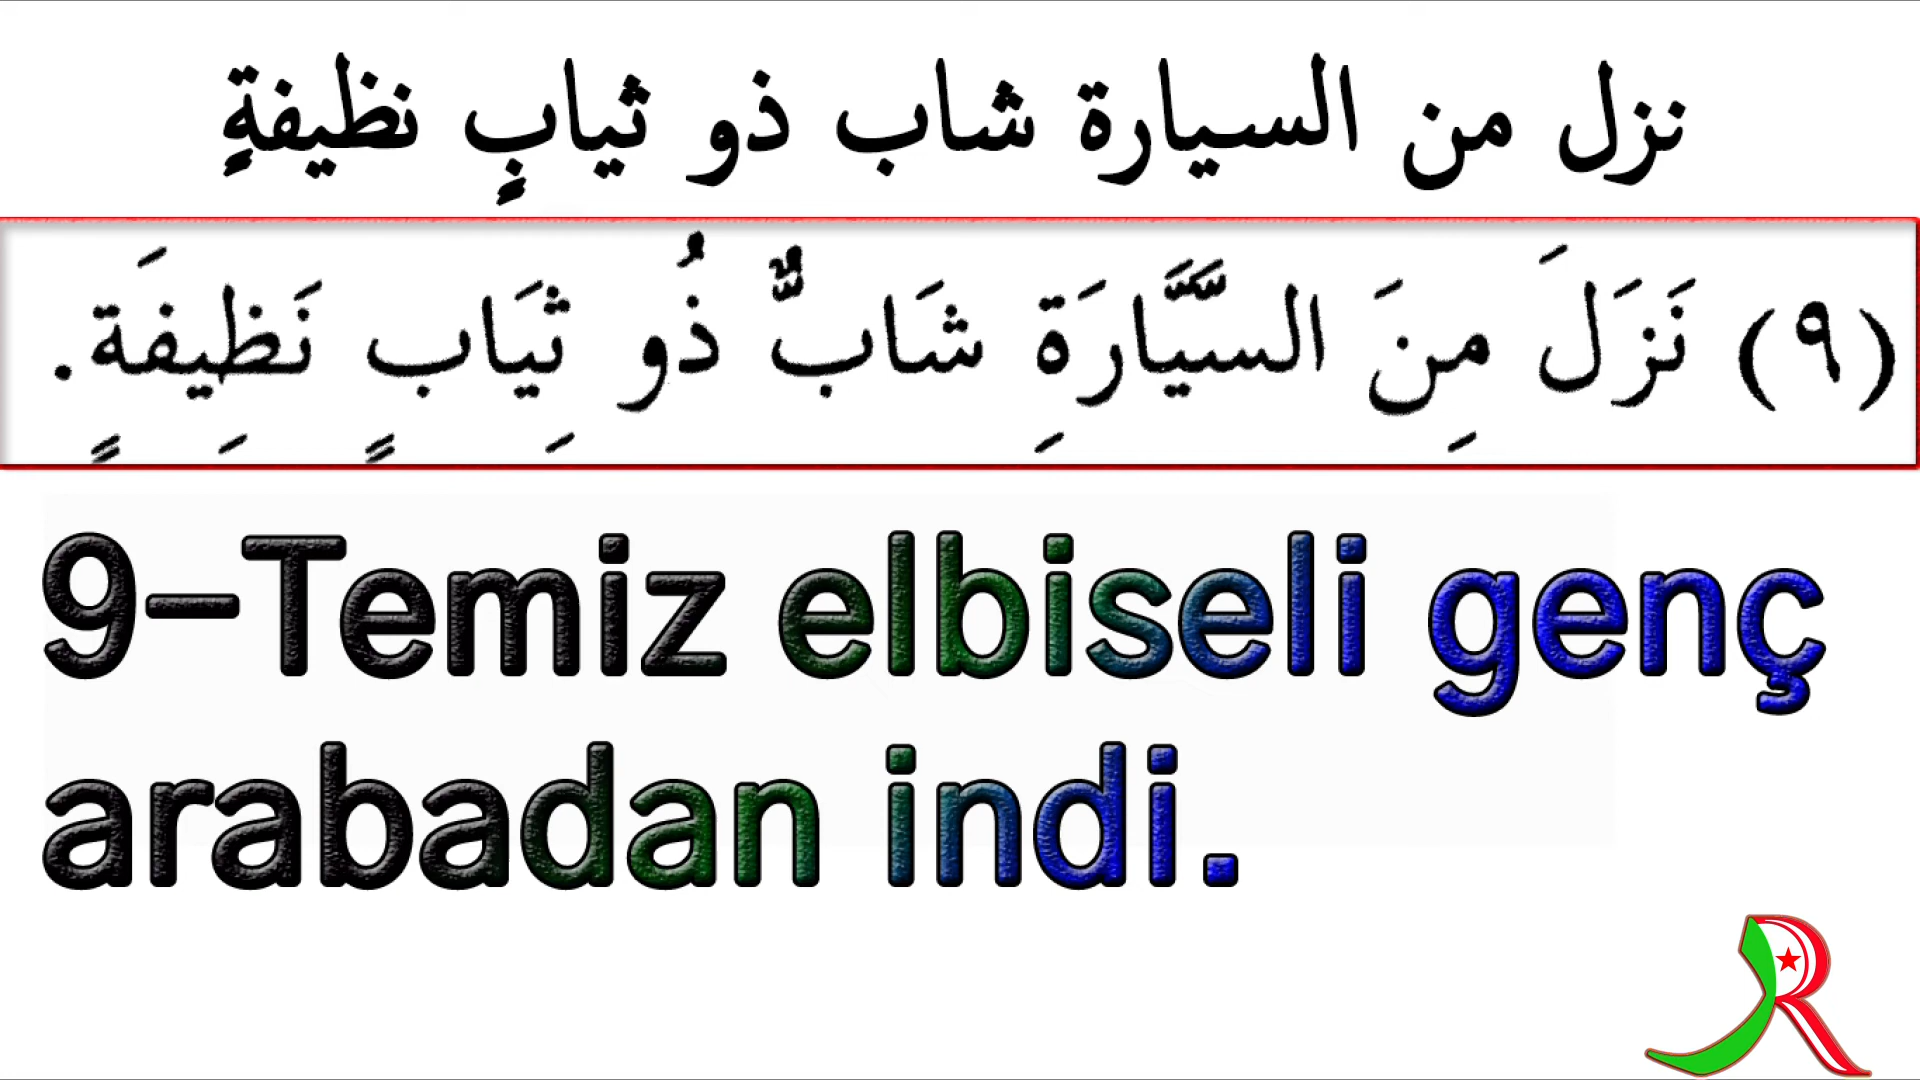 نزل من السيارة شاب ذو ثيابٍ نظيفةٍ
(٩) نَزَلَ مِنَ السَّيَّارَةِ شَابٌّ ذُو ثِيَابٍ نَظِيفَةٍ.
9-Temiz elbiseli genç
arabadan indi.